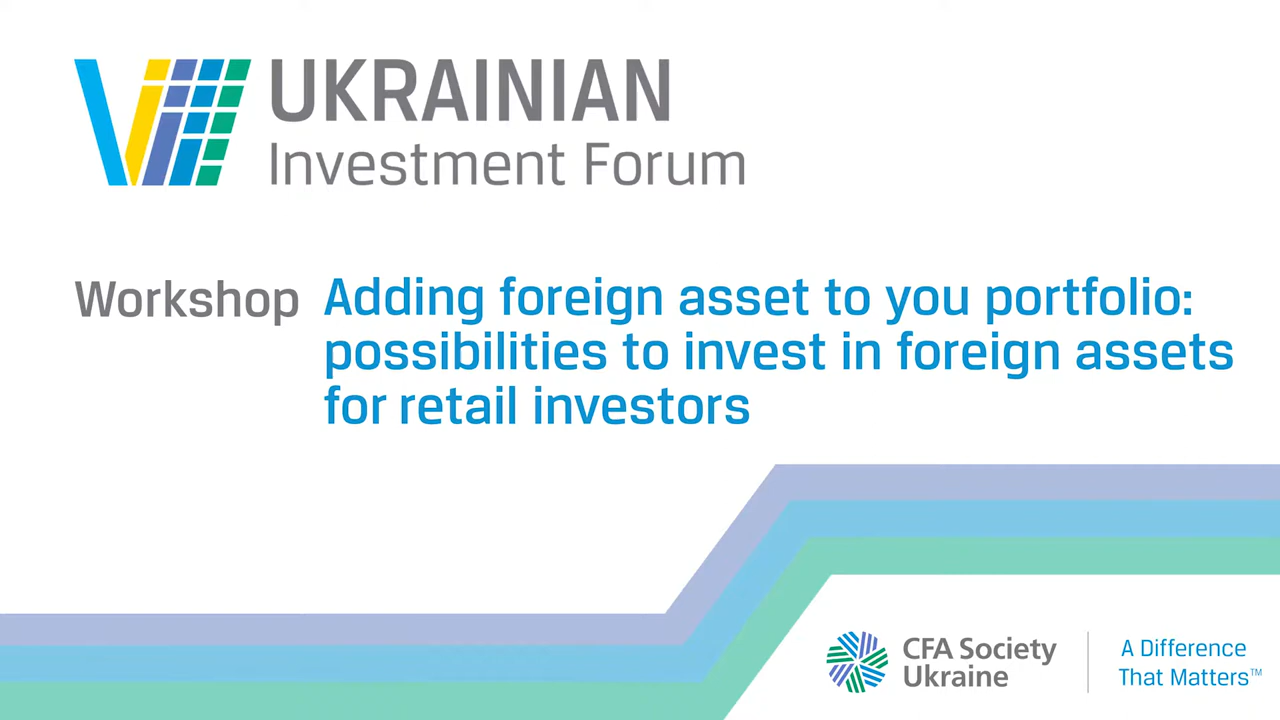 VII UKRAINIAN
Investment Forum
Workshop
Adding foreign asset to you portfolio:
possibilities to invest in foreign assets
for retail investors
CFA Society
Ukraine
A Difference
That Matters™